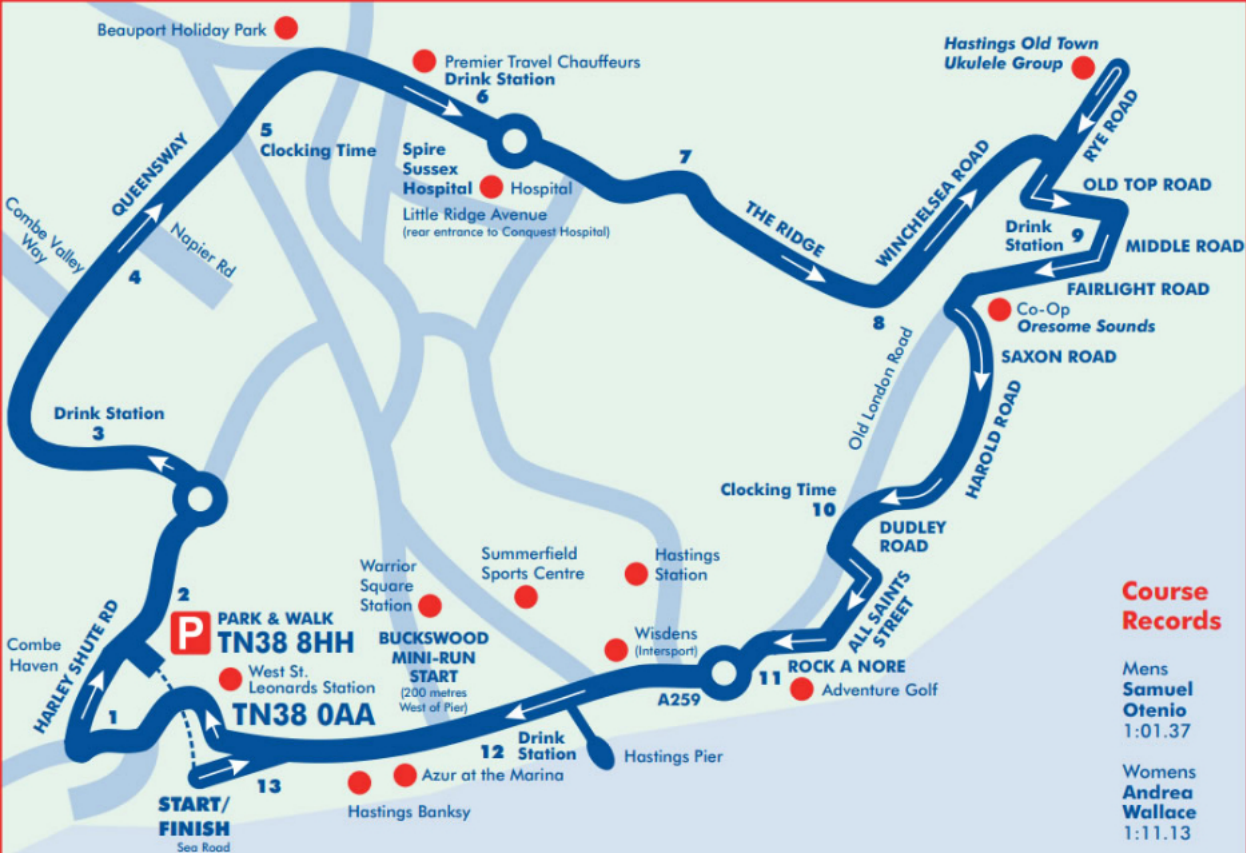 Beauport Holiday Park
Premier Travel Chauffeurs
Drink Station
6
Hastings Old Town
Ukulele Group
RYE ROAD
5
Clocking Time
Spire
Sussex
Hospital
Hospital
Little Ridge Avenue
(rear entrance to Conquest Hospital)
7
WINCHELSEA ROAD
OLD TOP ROAD
Drink
Station
9
MIDDLE ROAD
QUEENSWAY
Combe Valley
Way
Napier Rd
4
THE RIDGE
8
FAIRLIGHT ROAD
Co-Op
Oresome Sounds
SAXON ROAD
Old London Road
HAROLD ROAD
Drink Station
3
Clocking Time
10
DUDLEY
ROAD
ALL SAINTS
STREET
Warrior
Square
Station
Summerfield
Sports Centre
Hastings
Station
2
P
PARK & WALK
TN38 8HH
Combe
Haven
HARLEY SHUTE RD
West St.
Leonards Station
TN38 0AA
1
BUCKSWOOD
MINI-RUN
START
(200 metres
West of Pier)
Wisdens
(Intersport)
A259
11
ROCK A NORE
Adventure Golf
12
Drink
Station
Hastings Pier
13
Azur at the Marina
Hastings Banksy
START/
FINISH
Sea Road
Course
Records
Mens
Samuel
Otenio
1:01.37
Womens
Andrea
Wallace
1:11.13